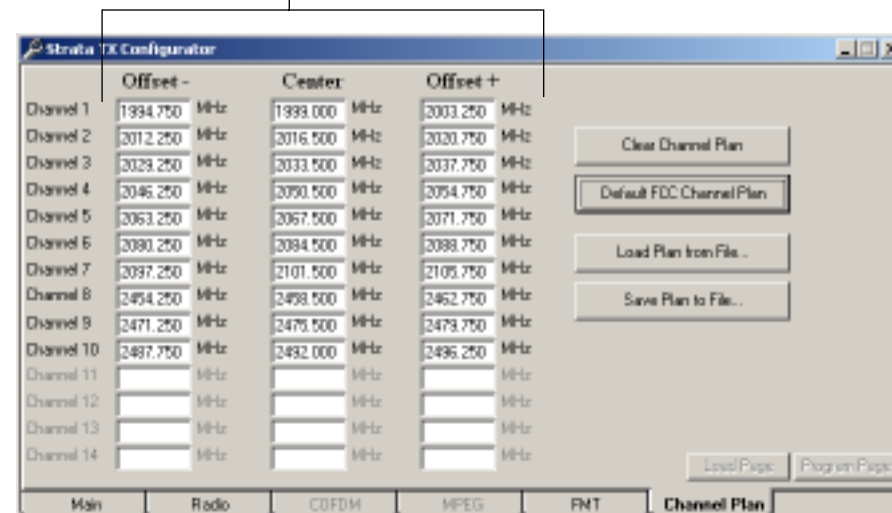 Strata TX Configurator
Offset - Center Offset +
Channel 1 1994.750 MHz 1999.000 MHz 2003.250 MHz
Channel 2 2012.250 MHz 2016.500 MHz 2020.750 MHz
Clear Channel Plan
Channel 3 2029.250 MHz 2033.500 MHz 2037.750 MHz
Channel 4 2046.250 MHz 2050.500 MHz 2054.750 MHz
Default FCC Channel Plan
Channel 5 2063.250 MHz 2067.500 MHz 2071.750 MHz
Channel 6 2080.250 MHz 2084.500 MHz 2088.750 MHz
Load Plan from File...
Channel 7 2097.250 MHz 2101.500 MHz 2105.750 MHz
Channel 8 2454.250 MHz 2458.500 MHz 2462.750 MHz
Save Plan to File...
Channel 9 2471.250 MHz 2475.500 MHz 2479.750 MHz
Channel 10 2487.750 MHz 2492.000 MHz 2496.250 MHz
Channel 11 MHz MHz MHz
Channel 12 MHz MHz MHz
Channel 13 MHz MHz MHz
Channel 14 MHz MHz MHz
Load Page Program Page
Main Radio COFDM MPEG FMT Channel Plan